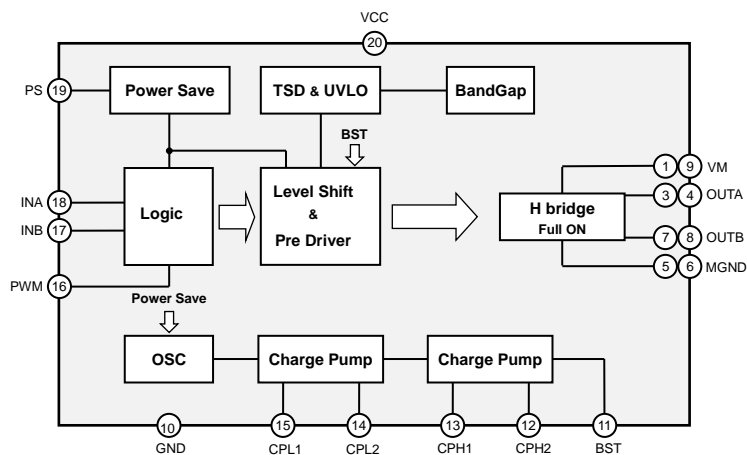 VCC
20
PS 19 Power Save TSD & UVLO BandGap
BST
1 9 VM
INA 18 Logic Level Shift & Pre Driver H bridge Full ON 3 4 OUTA
INB 17 7 8 OUTB
5 6 MGND
PWM 16
Power Save
OSC Charge Pump Charge Pump
10 15 14 13 12 11
GND CPL1 CPL2 CPH1 CPH2 BST